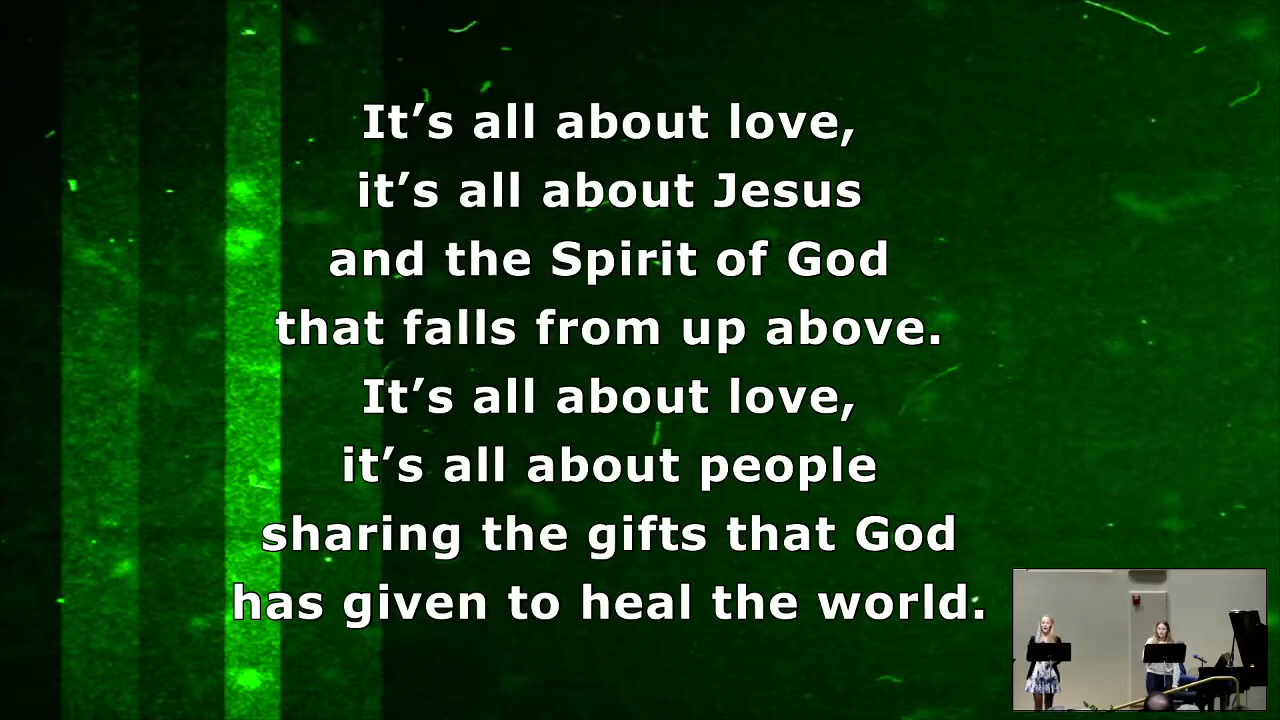 It’s all about love,
it’s all about Jesus
and the Spirit of God
that falls from up above.
It’s all about love,
it’s all about people
sharing the gifts that God
has given to heal the world.